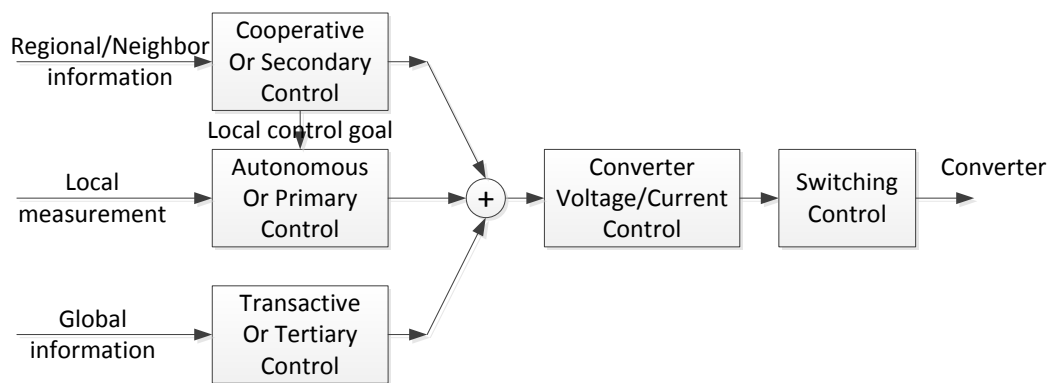 Regional/Neighbor
information
Cooperative
Or Secondary
Control
Local control goal
Local
measurement
Autonomous
Or Primary
Control
Global
information
Transactive
Or Tertiary
Control
+
Converter
Voltage/Current
Control
Switching
Control
Converter